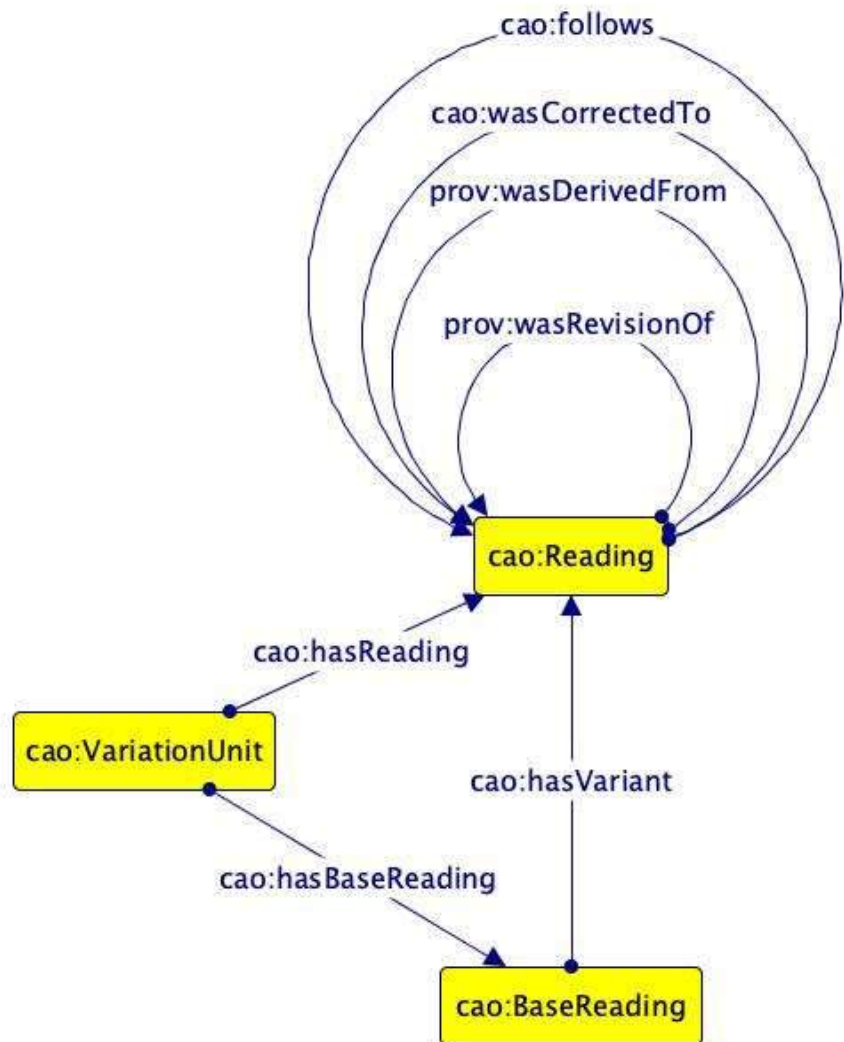 cao:follows
cao:wasCorrectedTo
prov:wasDerivedFrom
prov:wasRevisionOf
cao:Reading
cao:hasReading
cao:VariationUnit
cao:hasVariant
cao:hasBaseReading
cao:BaseReading